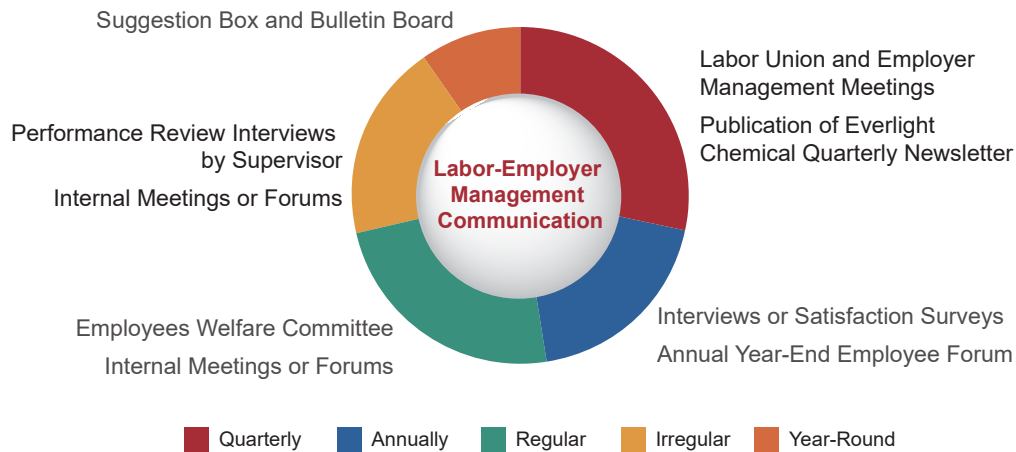 Suggestion Box and Bulletin Board
Labor Union and Employer
Management Meetings
Publication of Everlight
Chemical Quarterly Newsletter
Performance Review Interviews
by Supervisor
Internal Meetings or Forums
Labor-Employer
Management
Communication
Employees Welfare Committee
Internal Meetings or Forums
Interviews or Satisfaction Surveys
Annual Year-End Employee Forum
Quarterly
Annually
Regular
Irregular
Year-Round